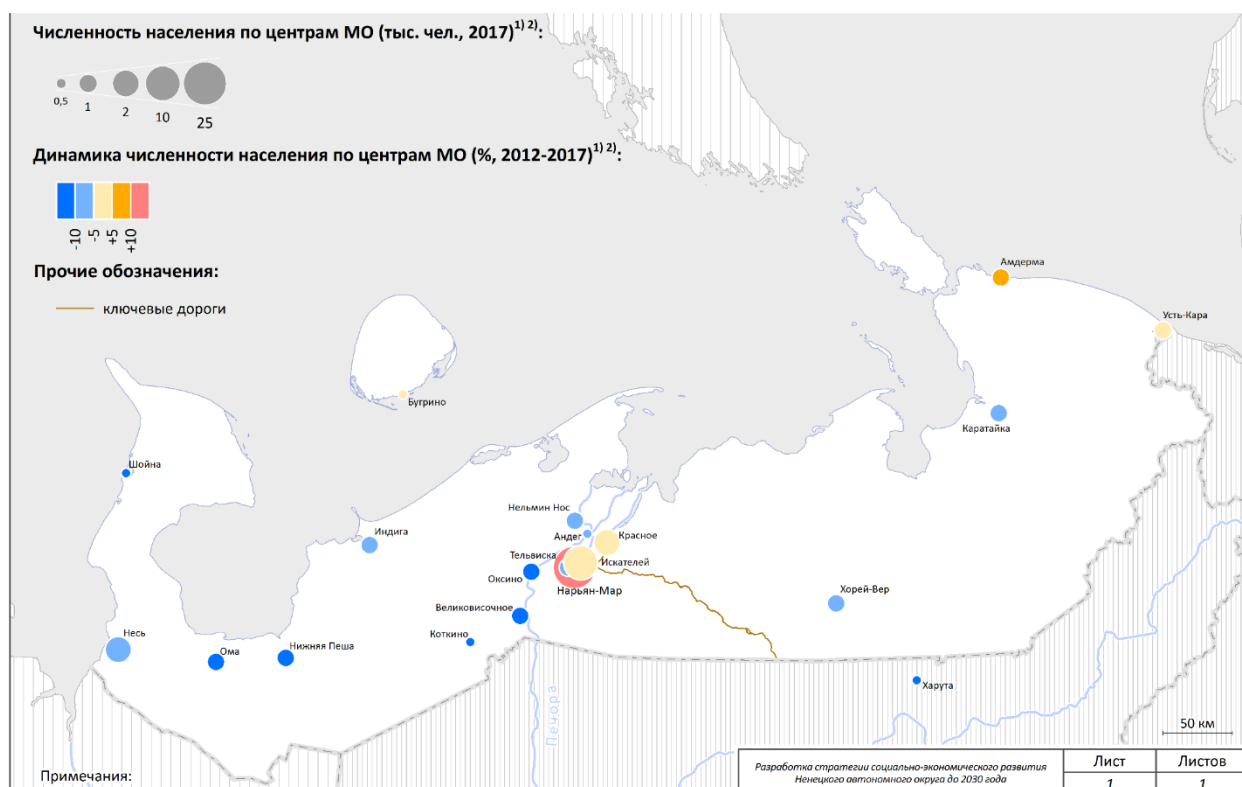 Численность населения по центрам МО (тыс. чел., 2017)¹⁾ ²⁾:
0,5 1 2 10 25
Динамика численности населения по центрам МО (%, 2012-2017)¹⁾ ²⁾:
-10 -5 +5 +10
Прочие обозначения:
ключевые дороги
Амдерма
Усть-Кара
Бугрино
Каратайка
Шойна
Нельмин Нос
Индига
Андег
Красное
Тельвиска
Искателей
Оксино
Нарьян-Мар
Хорей-Вер
Великовисочное
Несь
Коткино
Ома
Нижняя Пеша
Харута
Печора
50 км
Примечания:
Разработка стратегии социально-экономического развития
Ненецкого автономного округа до 2030 года
Лист Листов
1 1